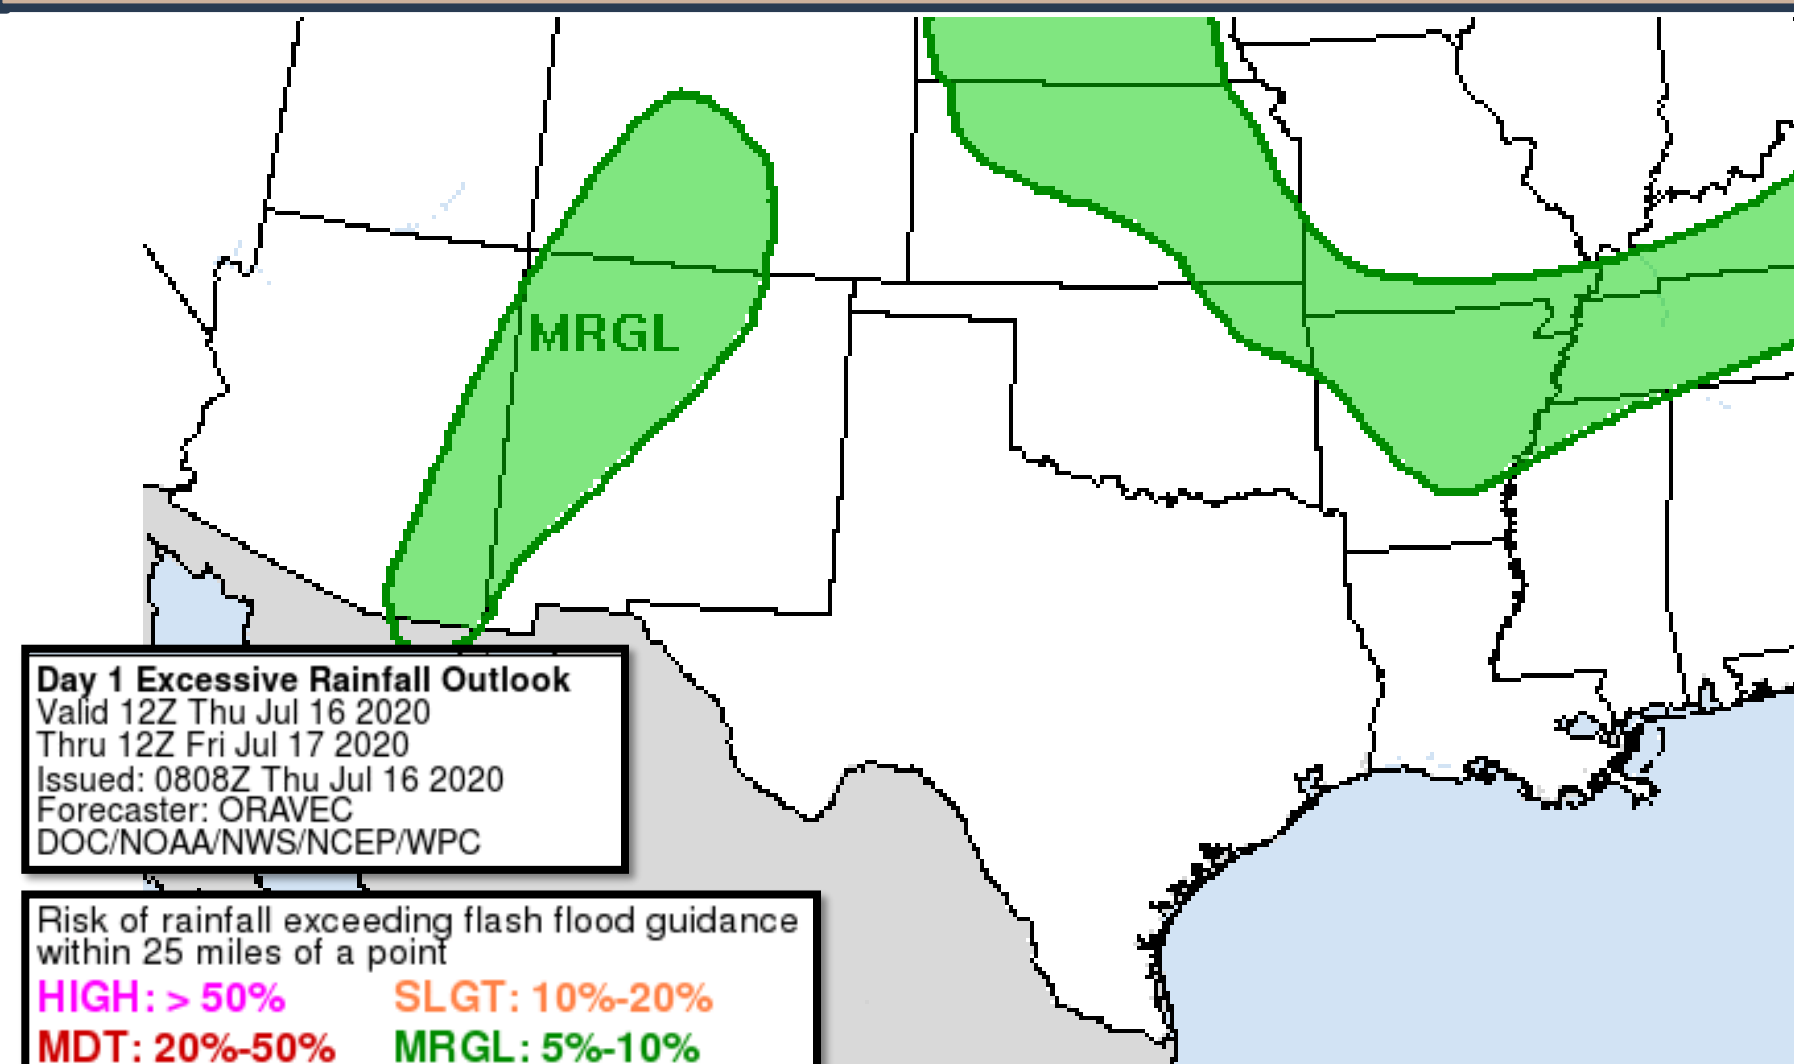 MRGL
Day 1 Excessive Rainfall Outlook
Valid 12Z Thu Jul 16 2020
Thru 12Z Fri Jul 17 2020
Issued: 0808Z Thu Jul 16 2020
Forecaster: ORAVEC
DOC/NOAA/NWS/NCEP/WPC
Risk of rainfall exceeding flash flood guidance
within 25 miles of a point
HIGH: > 50% SLGT: 10%-20%
MDT: 20%-50% MRGL: 5%-10%